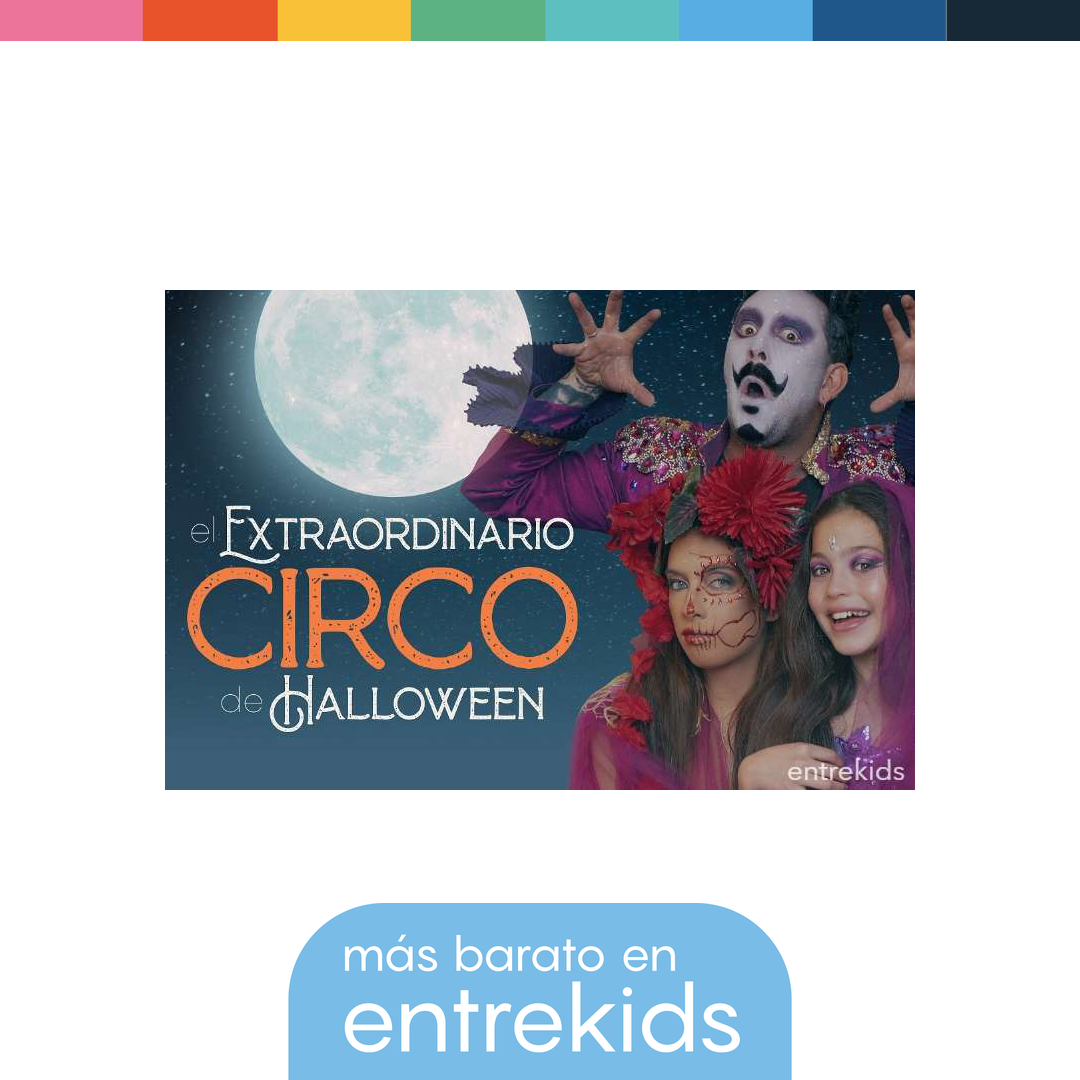 el EXTRAORDINARIO
CIRCO
de HALLOWEEN
entrekids
más barato en
entrekids